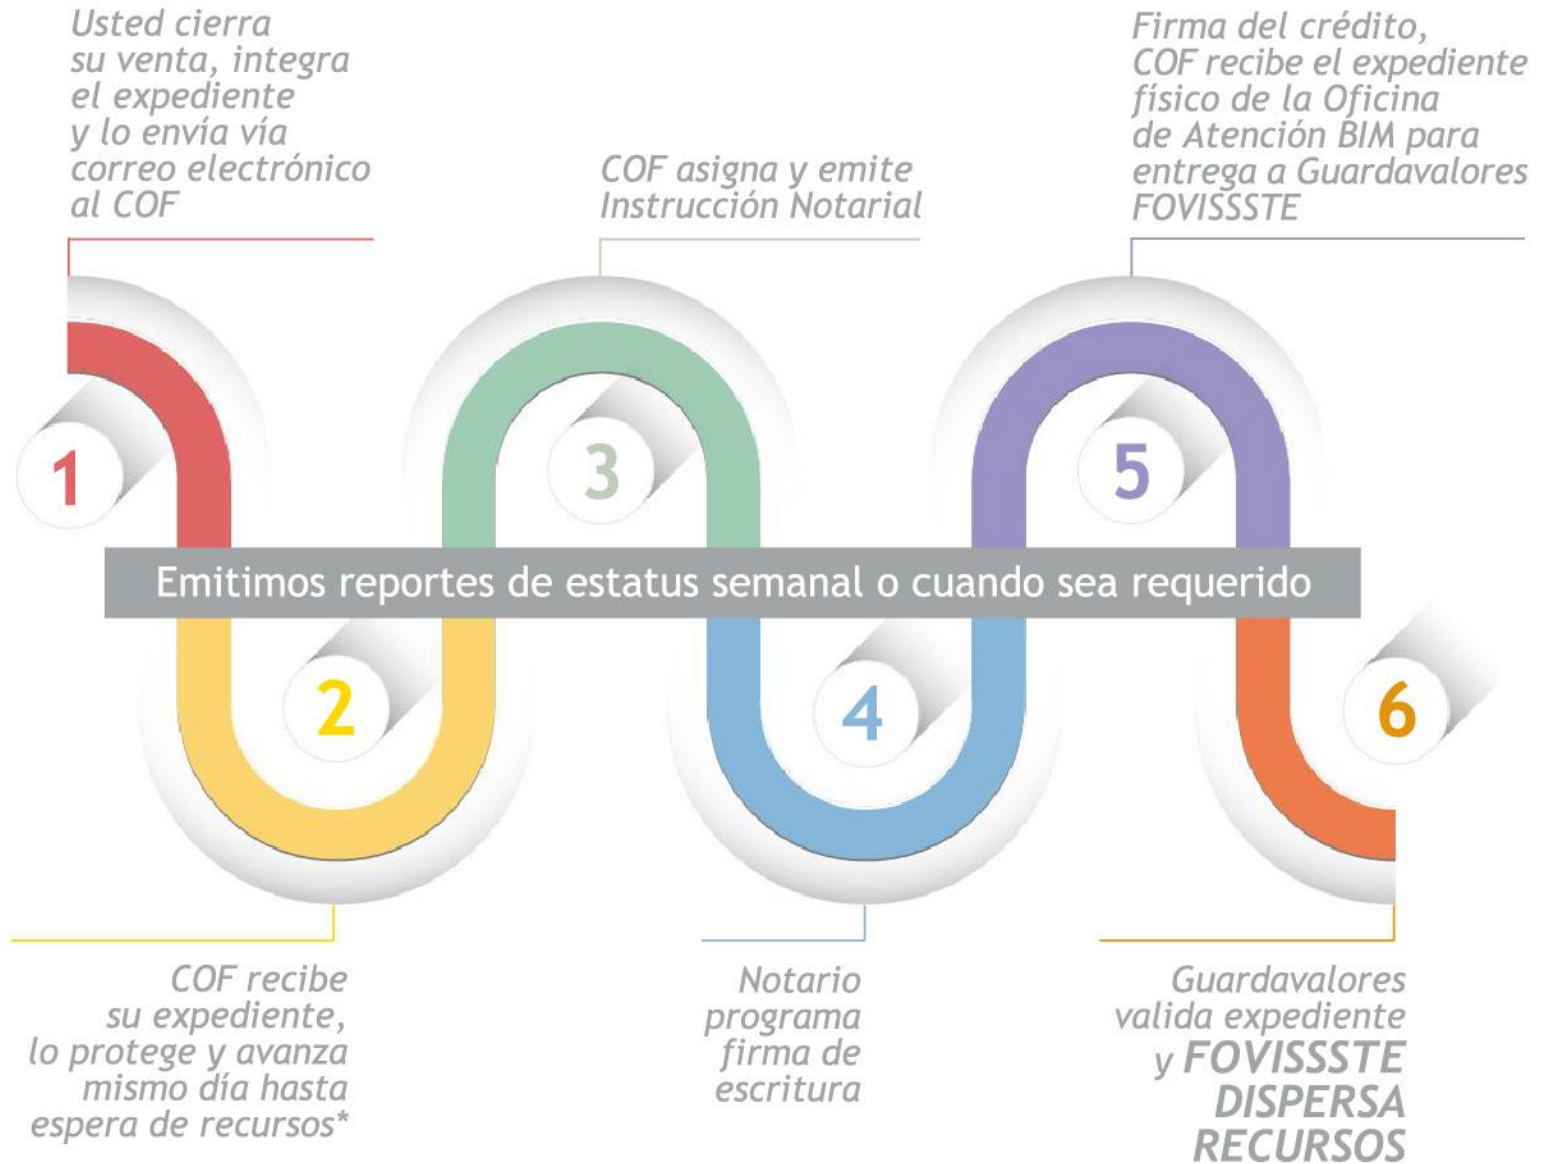 Usted cierra
su venta, integra
el expediente
y lo envía vía
correo electrónico
al COF
1
COF recibe
su expediente,
lo protege y avanza
mismo día hasta
espera de recursos*
2
COF asigna y emite
Instrucción Notarial
3
Notario
programa
firma de
escritura
4
Firma del crédito,
COF recibe el expediente
físico de la Oficina
de Atención BIM para
entrega a Guardavalores
FOVISSSTE
5
Guardavalores
valida expediente
y FOVISSSTE
DISPERSA
RECURSOS
6
Emitimos reportes de estatus semanal o cuando sea requerido